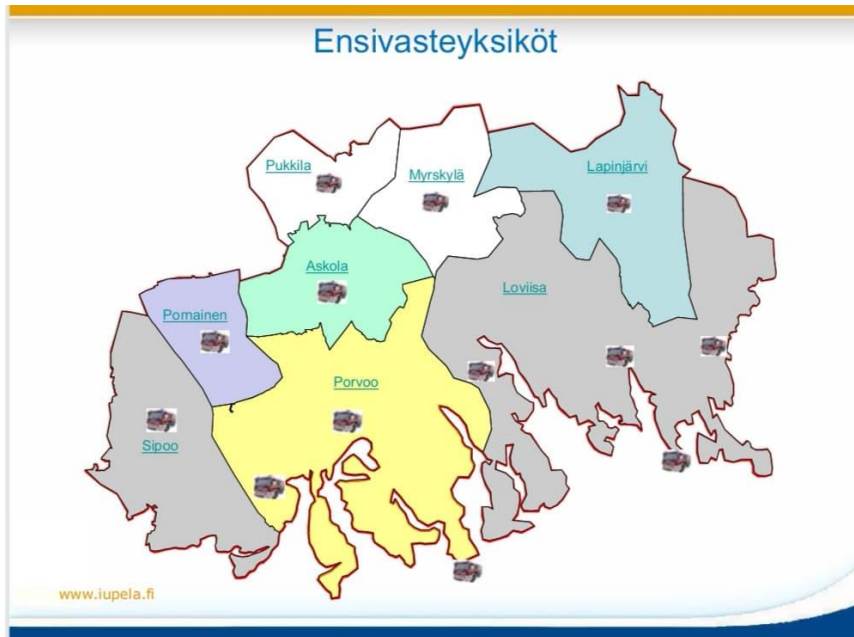 Ensivasteyksiköt
Pukkila
Myrskylä
Lapinjärvi
Askola
Loviisa
Pornainen
Porvoo
Sipoo
www.iupela.fi